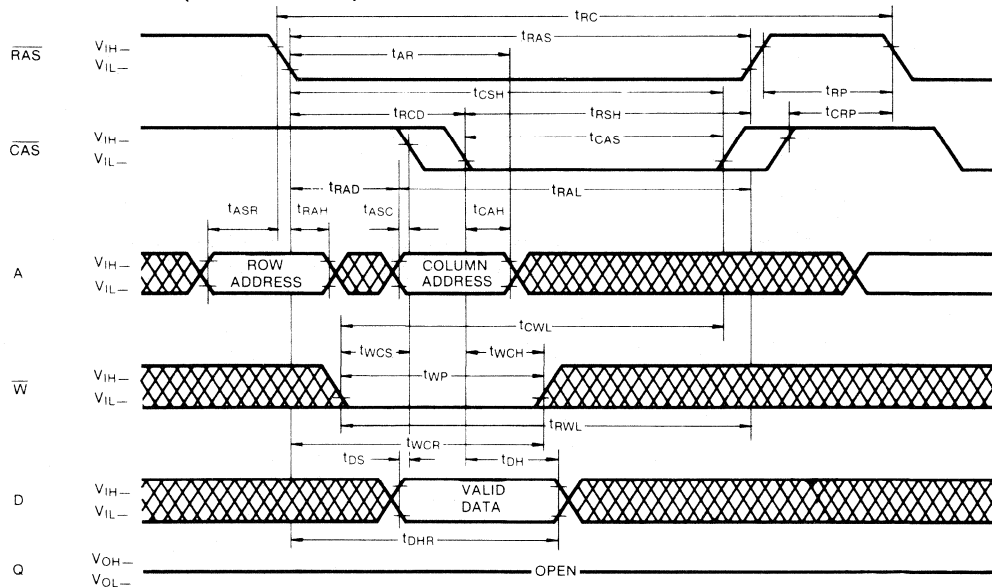 tRC
RAS
VIH
VIL
tRAS
tAR
tRP
tCSH
tRCD
tRSH
tCRP
CAS
VIH
VIL
tCAS
tRAD
tRAL
tASR
tRAH
tASC
tCAH
A
VIH
VIL
ROW ADDRESS
COLUMN ADDRESS
tCWL
tWCS
tWCH
W
VIH
VIL
tWP
tRWL
tWCR
tDS
tDH
D
VIH
VIL
VALID DATA
tDHR
Q
VOH
VOL
OPEN